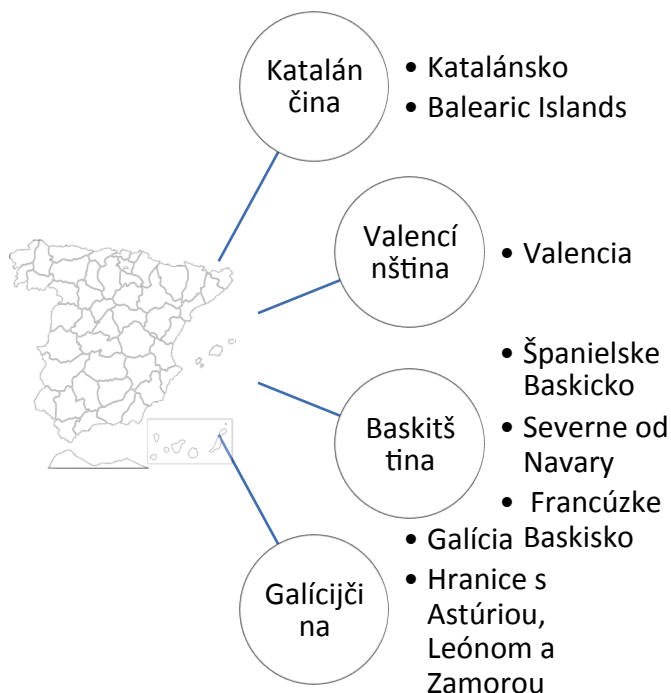 Katalán
čina
• Katalánsko
• Balearic Islands
Valencí
nština
• Valencia
Baskitš
tina
• Španielske
Baskicko
• Severne od
Navary
• Francúzke
Baskisko
Galícijči
na
• Galícia
• Hranice s
Astúriou,
Leónom a
Zamorou